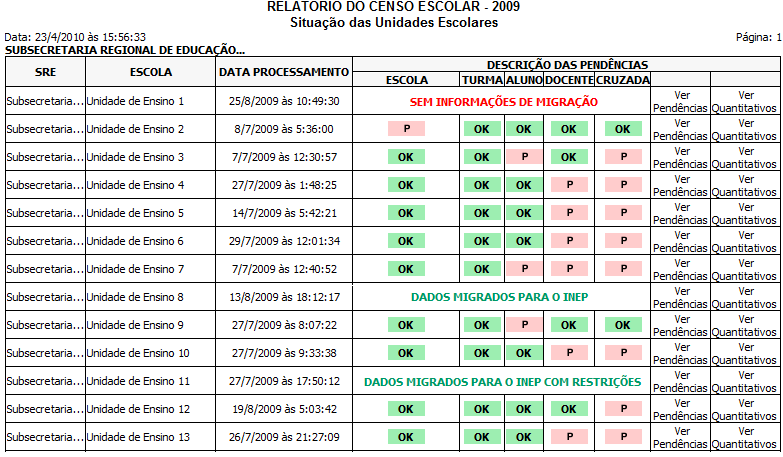 RELATORIO DO CENSO ESCOLAR - 2009
Situação das Unidades Escolares
Data: 23/4/2010 às 15:56:33 Página: 1
SUBSECRETARIA REGIONAL DE EDUCAÇÃO...
SRE ESCOLA DATA PROCESSAMENTO DESCRIÇÃO DAS PENDÊNCIAS
ESCOLA TURMA ALUNO DOCENTE CRUZADA
Subsecretaria... Unidade de Ensino 1 25/8/2009 às 10:49:30 SEM INFORMAÇÕES DE MIGRAÇÃO Ver Pendências Ver Quantitativos
Subsecretaria... Unidade de Ensino 2 8/7/2009 às 5:36:00 P OK OK OK OK Ver Pendências Ver Quantitativos
Subsecretaria... Unidade de Ensino 3 7/7/2009 às 12:30:57 OK OK P OK P Ver Pendências Ver Quantitativos
Subsecretaria... Unidade de Ensino 4 27/7/2009 às 1:48:25 OK OK OK P P Ver Pendências Ver Quantitativos
Subsecretaria... Unidade de Ensino 5 14/7/2009 às 5:42:21 OK OK OK P P Ver Pendências Ver Quantitativos
Subsecretaria... Unidade de Ensino 6 29/7/2009 às 12:01:34 OK OK OK P P Ver Pendências Ver Quantitativos
Subsecretaria... Unidade de Ensino 7 7/7/2009 às 12:40:52 OK OK P P P Ver Pendências Ver Quantitativos
Subsecretaria... Unidade de Ensino 8 13/8/2009 às 18:12:17 DADOS MIGRADOS PARA O INEP Ver Pendências Ver Quantitativos
Subsecretaria... Unidade de Ensino 9 27/7/2009 às 8:07:22 OK OK P OK OK Ver Pendências Ver Quantitativos
Subsecretaria... Unidade de Ensino 10 27/7/2009 às 9:33:38 OK OK OK P P Ver Pendências Ver Quantitativos
Subsecretaria... Unidade de Ensino 11 27/7/2009 às 17:50:12 DADOS MIGRADOS PARA O INEP COM RESTRIÇÕES Ver Pendências Ver Quantitativos
Subsecretaria... Unidade de Ensino 12 19/8/2009 às 5:03:42 OK OK OK OK P Ver Pendências Ver Quantitativos
Subsecretaria... Unidade de Ensino 13 26/7/2009 às 21:27:09 OK OK OK P P Ver Pendências Ver Quantitativos